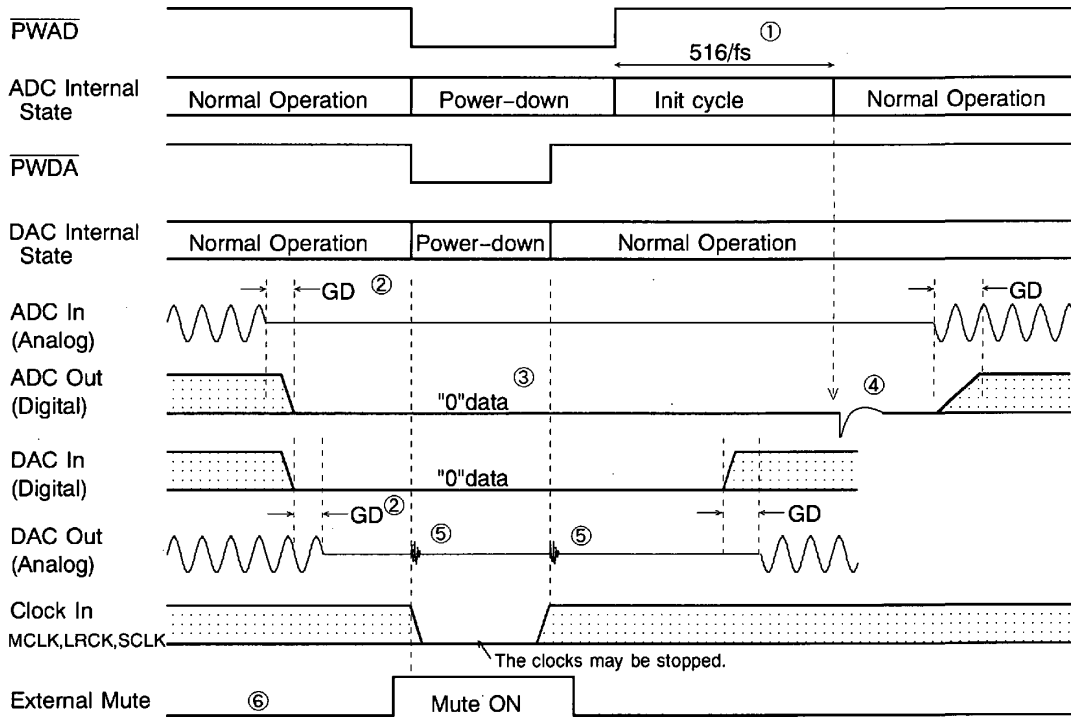 PWAD
①
516/fs
ADC Internal
State
Normal Operation
Power-down
Init cycle
Normal Operation
PWDA
DAC Internal
State
Normal Operation
Power-down
Normal Operation
ADC In
(Analog)
GD ②
GD
ADC Out
(Digital)
"0"data
③
④
DAC In
(Digital)
"0"data
DAC Out
(Analog)
GD②
⑤
⑤
GD
Clock In
MCLK,LRCK,SCLK
The clocks may be stopped.
External Mute
⑥
Mute ON